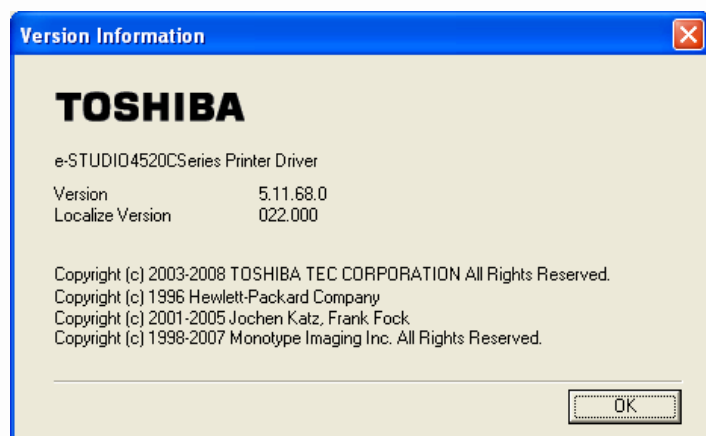 Version Information
TOSHIBA
e-STUDIO4520CSeries Printer Driver
Version 5.11.68.0
Localize Version 022.000
Copyright (c) 2003-2008 TOSHIBA TEC CORPORATION All Rights Reserved.
Copyright (c) 1996 Hewlett-Packard Company
Copyright (c) 2001-2005 Jochen Katz, Frank Fock
Copyright (c) 1998-2007 Monotype Imaging Inc. All Rights Reserved.
OK